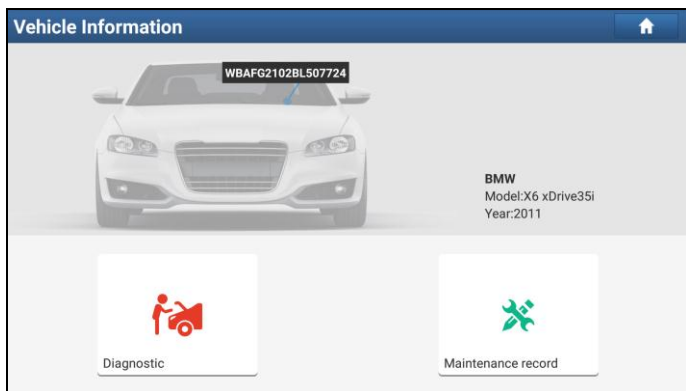 Vehicle Information
WBAFG2102BL507724
BMW
Model:X6 xDrive35i
Year:2011
Diagnostic
Maintenance record